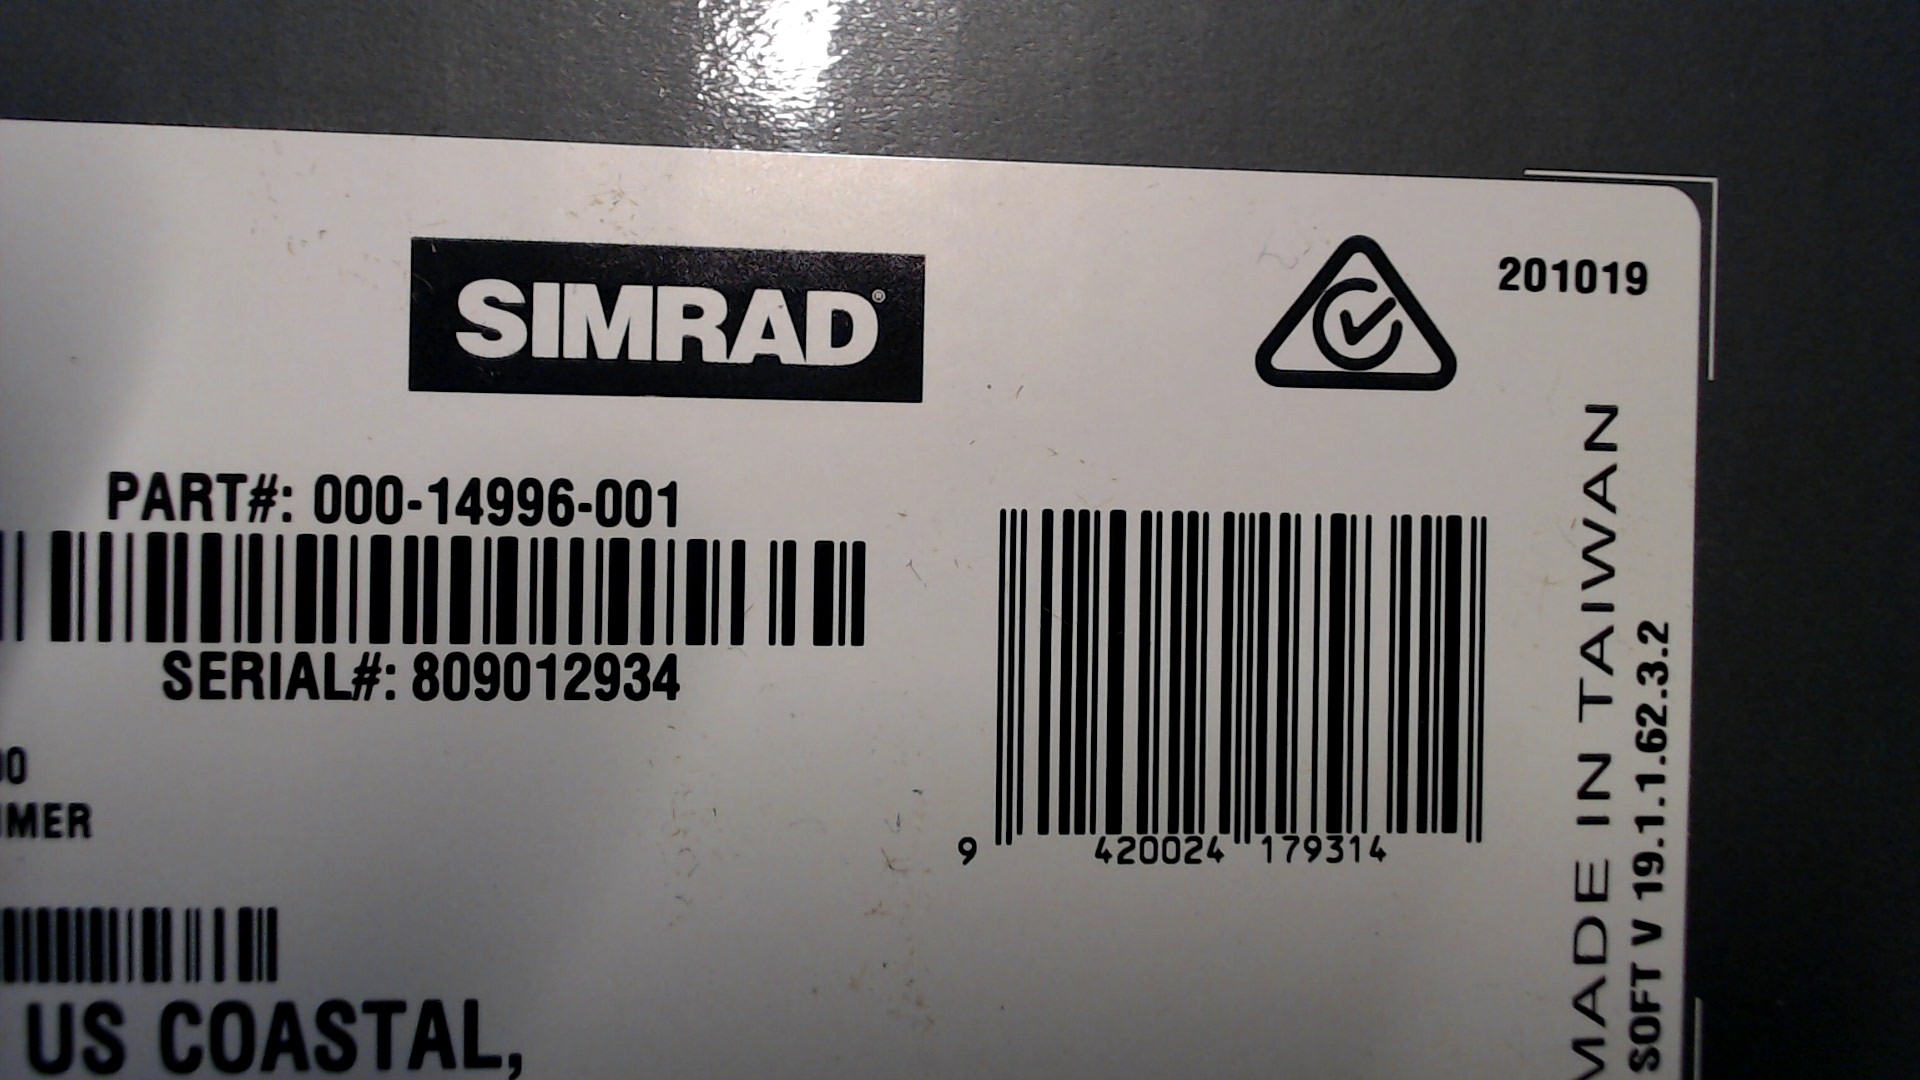 SIMRAD®
201019
PART#: 000-14996-001
SERIAL#: 809012934
9 420024 179314
US COASTAL,
MADE IN TAIWAN
SOFT V 19.1.1.62.3.2